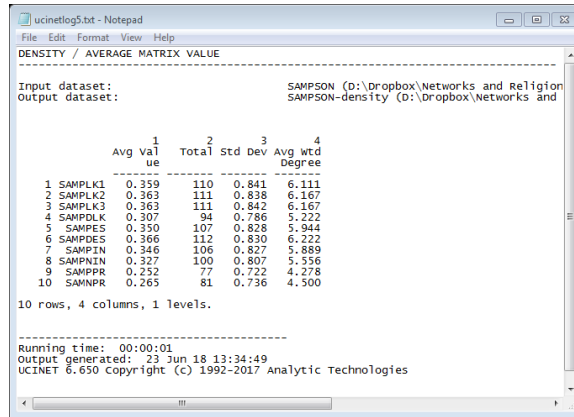 ucinetlog5.txt - Notepad
File Edit Format View Help
DENSITY / AVERAGE MATRIX VALUE
--------------------------------------------------------------------------------
Input dataset: SAMPSON (D:\Dropbox\Networks and Religion
Output dataset: SAMPSON-density (D:\Dropbox\Networks and
1 2 3 4
Avg Val Total Std Dev Avg Wtd
ue Degree
------- ------- ------- -------
1 SAMPLK1 0.359 110 0.841 6.111
2 SAMPLK2 0.363 111 0.838 6.167
3 SAMPLK3 0.363 111 0.842 6.167
4 SAMPDLK 0.307 94 0.786 5.222
5 SAMPES 0.350 107 0.828 5.944
6 SAMPDES 0.366 112 0.830 6.222
7 SAMPIN 0.346 106 0.827 5.889
8 SAMPNIN 0.327 100 0.807 5.556
9 SAMPPR 0.252 77 0.722 4.278
10 SAMNPR 0.265 81 0.736 4.500
10 rows, 4 columns, 1 levels.
----------------------------------------
Running time: 00:00:01
Output generated: 23 Jun 18 13:34:49
UCINET 6.650 Copyright (c) 1992-2017 Analytic Technologies